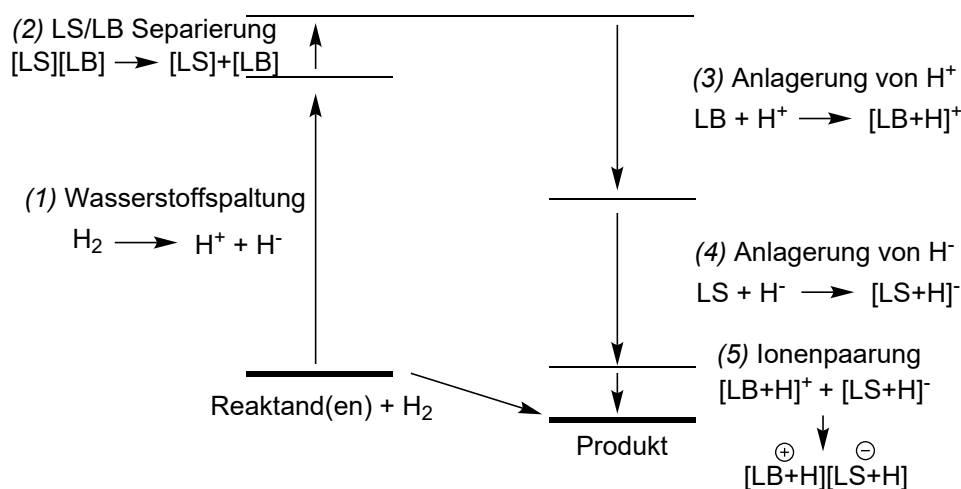 (2) LS/LB Separierung
[LS][LB] → [LS]+[LB]
(1) Wasserstoffspaltung
H₂ → H⁺ + H⁻
Reaktand(en) + H₂
(3) Anlagerung von H⁺
LB + H⁺ → [LB+H]⁺
(4) Anlagerung von H⁻
LS + H⁻ → [LS+H]⁻
(5) Ionenpaarung
[LB+H]⁺ + [LS+H]⁻
⊕ ⊖
[LB+H][LS+H]
Produkt